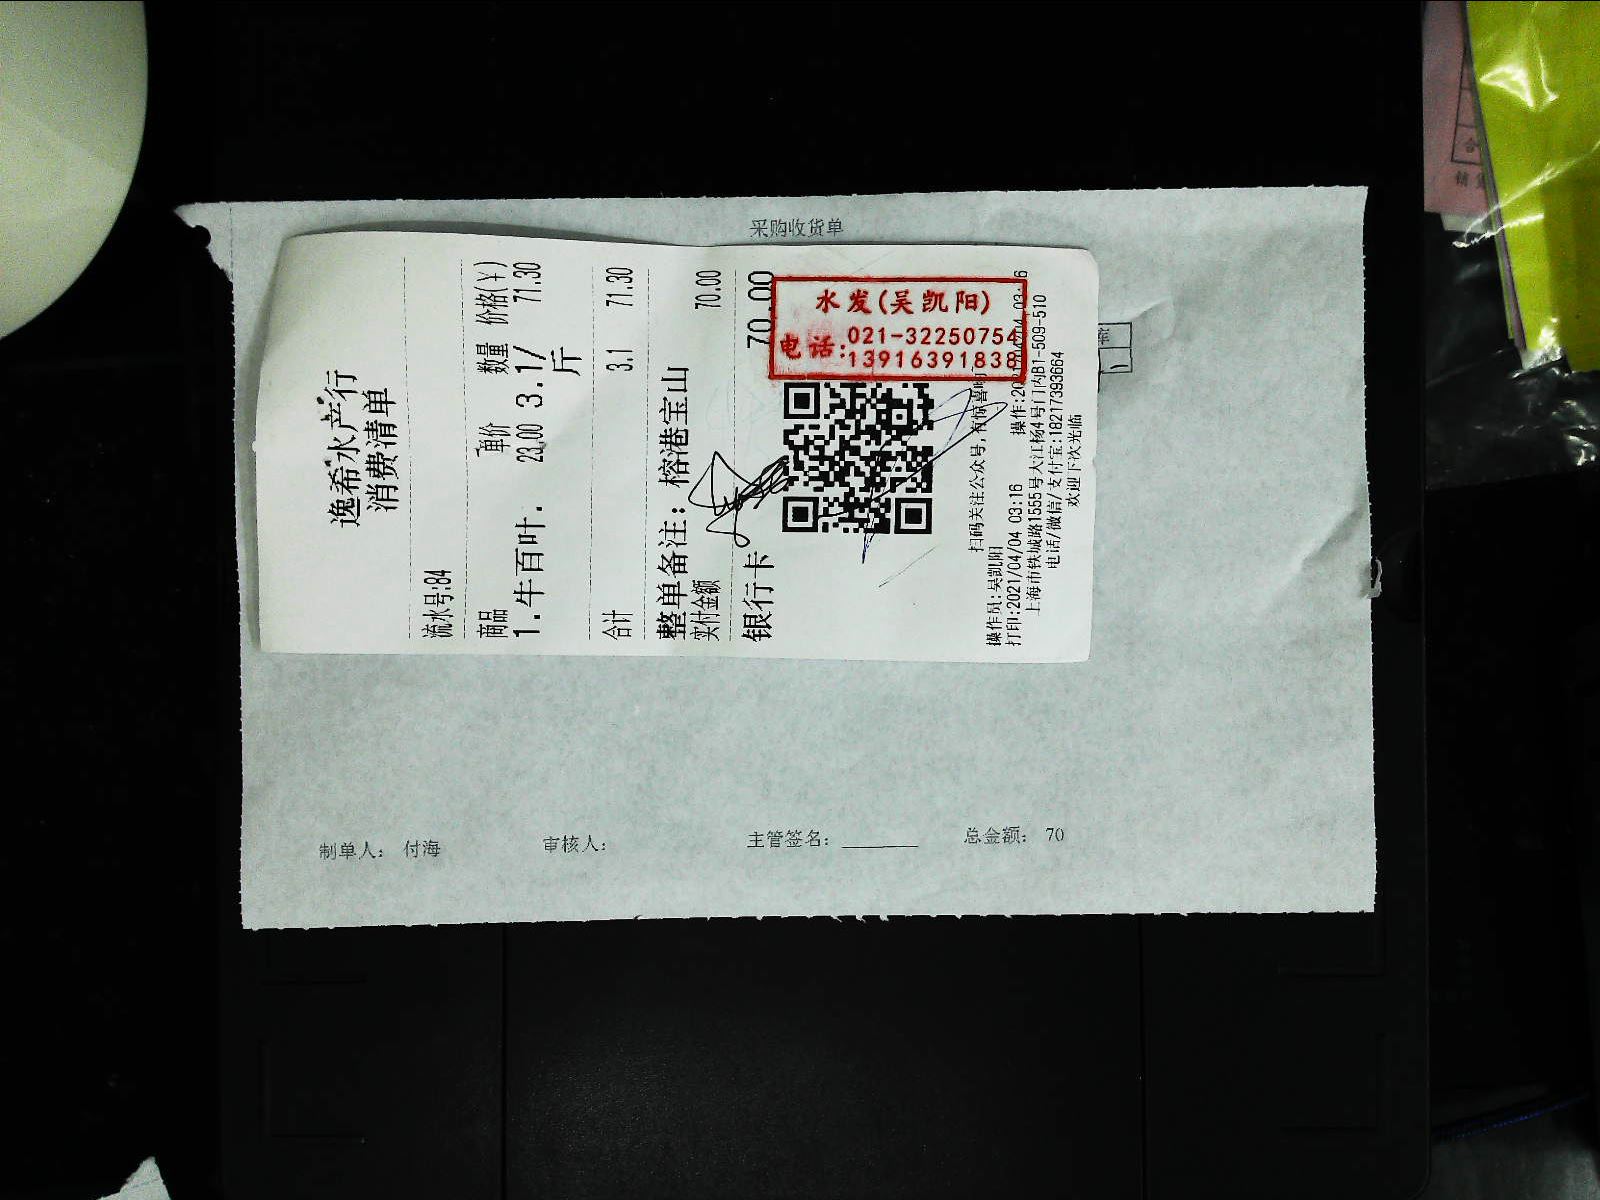 采购收货单
逸希水产行
消费清单
流水号:84
商品 单价 数量 价格(¥)
1.牛百叶. 23.00 3.1/斤 71.30
合计 3.1 71.30
整单备注: 榕港宝山
实付金额 70.00
银行卡 70.00
水发(吴凯阳)
电话:021-32250754
13916391838
扫码关注公众号,有惊喜哟
操作员:吴凯阳
打印:2021/04/04 03:16
上海市铁城路1555号大江杨4号门内B1-509-510
电话/微信/支付宝:18217393664
欢迎下次光临
制单人: 付海 审核人: 主管签名: 总金额: 70